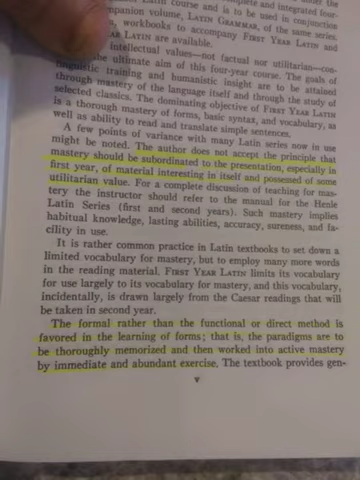 Latin course and is to be used in conjunction
companion volume, LATIN GRAMMAR, of the same series.
workbooks to accompany FIRST YEAR LATIN and
LATIN are available.
intellectual values—not factual nor utilitarian—con-
the ultimate aim of this four-year course. The goals of
linguistic training and humanistic insight are to be attained
through mastery of the language itself and through the study of
selected classics. The dominating objective of FIRST YEAR LATIN
is a thorough mastery of forms, basic syntax, and vocabulary, as
well as ability to read and translate simple sentences.
A few points of variance with many Latin series now in use
might be noted. The author does not accept the principle that
mastery should be subordinated to the presentation, especially in
first year, of material interesting in itself and possessed of some
utilitarian value. For a complete discussion of teaching for mas-
tery the instructor should refer to the manual for the Henle
Latin Series (first and second years). Such mastery implies
habitual knowledge, lasting abilities, accuracy, sureness, and fa-
cility in use.
It is rather common practice in Latin textbooks to set down a
limited vocabulary for mastery, but to employ many more words
in the reading material. FIRST YEAR LATIN limits its vocabulary
for use largely to its vocabulary for mastery, and this vocabulary,
incidentally, is drawn largely from the Caesar readings that will
be taken in second year.
The formal rather than the functional or direct method is
favored in the learning of forms; that is, the paradigms are to
be thoroughly memorized and then worked into active mastery
by immediate and abundant exercise. The textbook provides gen-
v